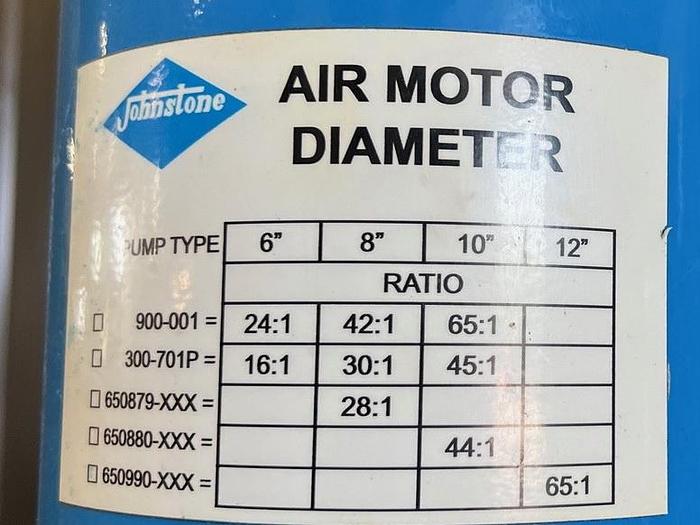 Johnstone
AIR MOTOR
DIAMETER
PUMP TYPE 6” 8” 10” 12”
RATIO
☐ 900-001 = 24:1 42:1 65:1
☐ 300-701P = 16:1 30:1 45:1
☐ 650879-XXX = 28:1
☐ 650880-XXX = 44:1
☐ 650990-XXX = 65:1